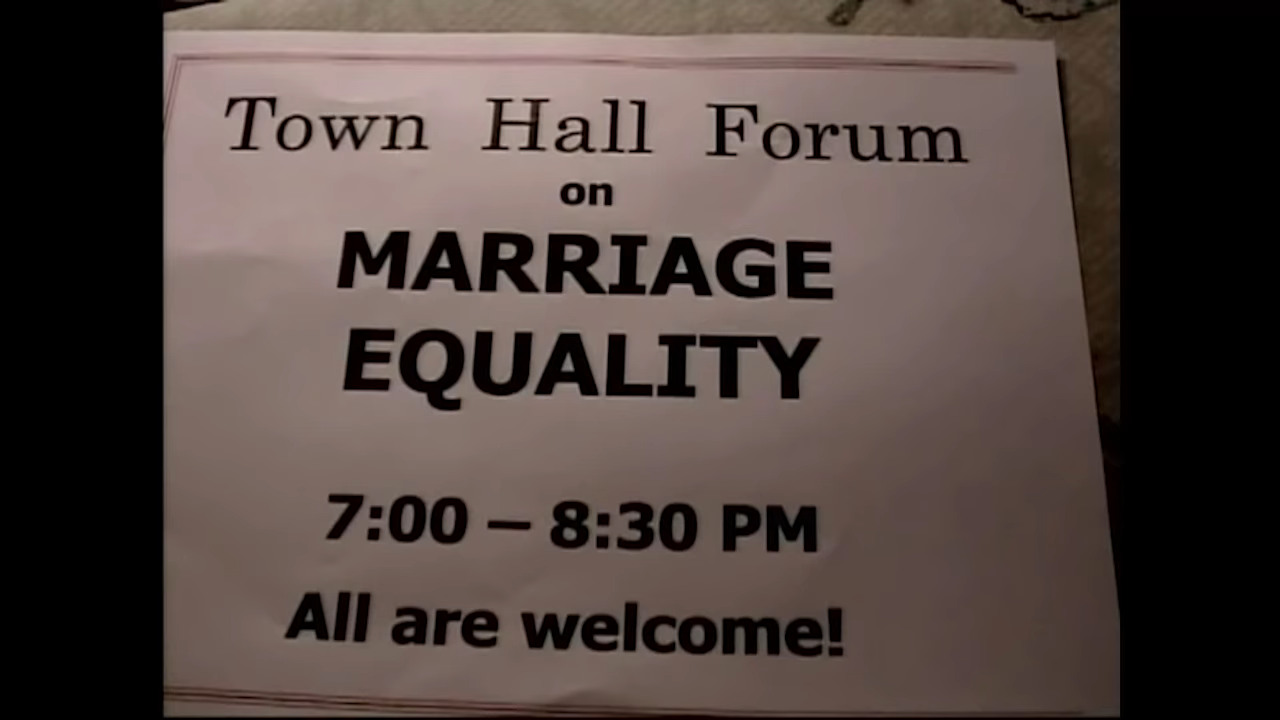 Town Hall Forum
on
MARRIAGE
EQUALITY
7:00 – 8:30 PM
All are welcome!